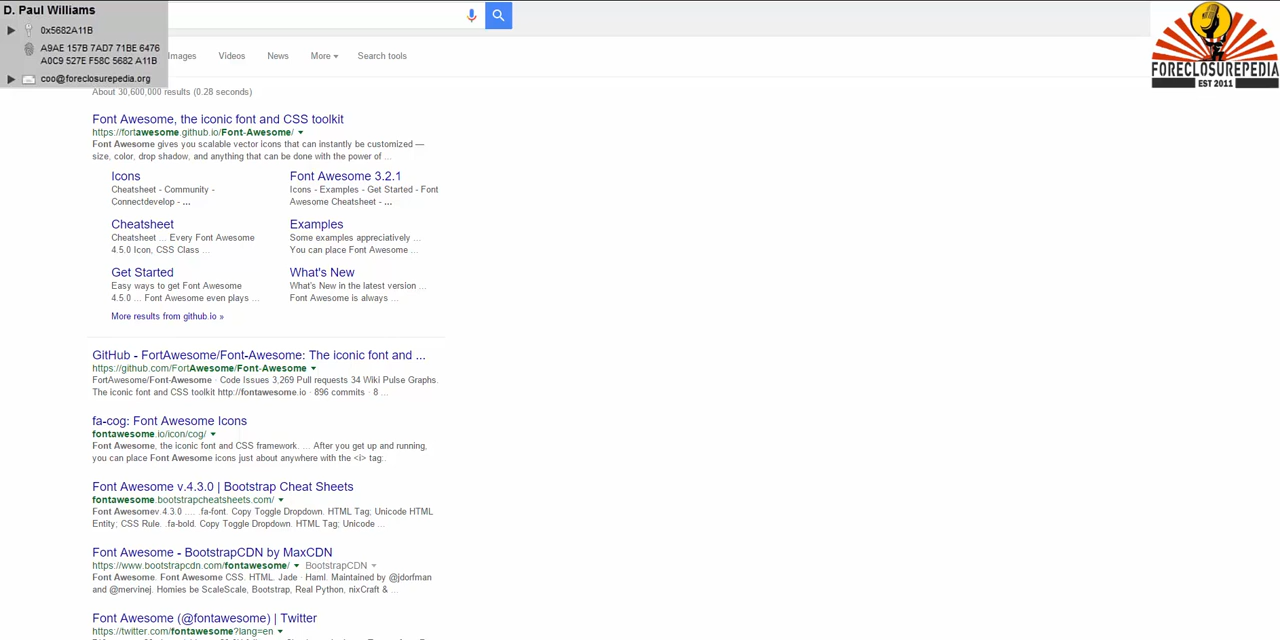 D. Paul Williams
0x5682A11B
A9AE 157B 7AD7 71BE 6476
A0C9 527E F58C 5682 A11B
coo@foreclosurepedia.org
FORECLOSUREPEDIA
EST 2011
Images Videos News More Search tools
About 30,600,000 results (0.28 seconds)
Font Awesome, the iconic font and CSS toolkit
https://fortawesome.github.io/Font-Awesome/
Font Awesome gives you scalable vector icons that can instantly be customized —
size, color, drop shadow, and anything that can be done with the power of ...
Icons
Cheatsheet - Community -
Connectdevelop - ...
Font Awesome 3.2.1
Icons - Examples - Get Started - Font
Awesome Cheatsheet - ...
Cheatsheet
Cheatsheet ... Every Font Awesome
4.5.0 Icon, CSS Class ...
Examples
Some examples appreciatively ...
You can place Font Awesome ...
Get Started
Easy ways to get Font Awesome
4.5.0 ... Font Awesome even plays ...
What's New
What's New in the latest version ...
Font Awesome is always ...
More results from github.io »
GitHub - FortAwesome/Font-Awesome: The iconic font and ...
https://github.com/FortAwesome/Font-Awesome
FortAwesome/Font-Awesome · Code Issues 3,269 Pull requests 34 Wiki Pulse Graphs.
The iconic font and CSS toolkit http://fontawesome.io · 896 commits · 8 ...
fa-cog: Font Awesome Icons
fontawesome.io/icon/cog/
Font Awesome, the iconic font and CSS framework. ... After you get up and running,
you can place Font Awesome icons just about anywhere with the <i> tag:.
Font Awesome v.4.3.0 | Bootstrap Cheat Sheets
fontawesome.bootstrapcheatsheets.com/
Font Awesomev.4.3.0 .... .fa-font. Copy Toggle Dropdown. HTML Tag; Unicode HTML
Entity; CSS Rule. .fa-bold. Copy Toggle Dropdown. HTML Tag; Unicode ...
Font Awesome - BootstrapCDN by MaxCDN
https://www.bootstrapcdn.com/fontawesome/ BootstrapCDN
Font Awesome. Font Awesome CSS. HTML. Jade · Haml. Maintained by @jdorfman
and @mervinej. Homies be ScaleScale, Bootstrap, Real Python, nixCraft & ...
Font Awesome (@fontawesome) | Twitter
https://twitter.com/fontawesome?lang=en